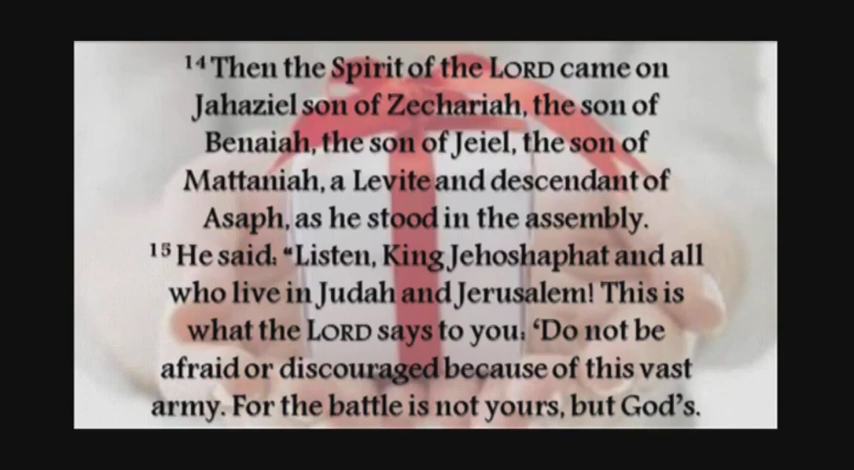 14 Then the Spirit of the LORD came on
Jahaziel son of Zechariah, the son of
Benaiah, the son of Jeiel, the son of
Mattaniah, a Levite and descendant of
Asaph, as he stood in the assembly.
15 He said: “Listen, King Jehoshaphat and all
who live in Judah and Jerusalem! This is
what the LORD says to you: ‘Do not be
afraid or discouraged because of this vast
army. For the battle is not yours, but God’s.